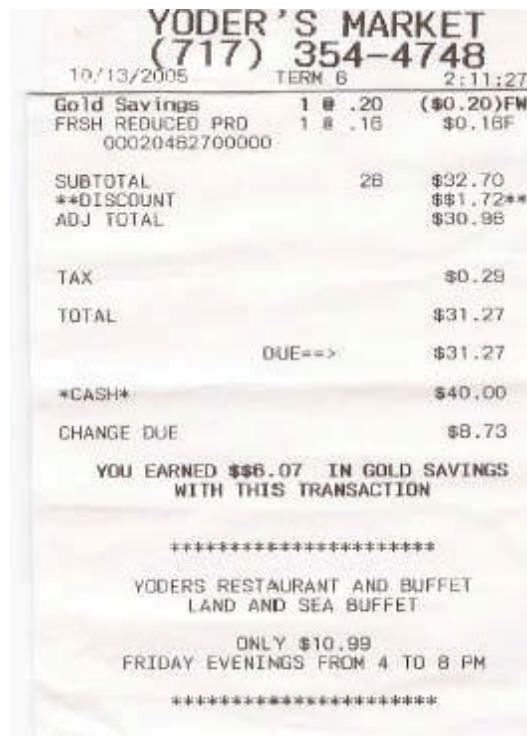 YODER'S MARKET
(717) 354-4748
10/13/2005 TERM 6 2:11:27
Gold Savings 1 @ .20 ($0.20)FW
FRSH REDUCED PRD 1 @ .16 $0.16F
00020482700000
SUBTOTAL 26 $32.70
**DISCOUNT $$1.72**
ADJ TOTAL $30.98
TAX $0.29
TOTAL $31.27
DUE==> $31.27
*CASH* $40.00
CHANGE DUE $8.73
YOU EARNED $$6.07 IN GOLD SAVINGS
WITH THIS TRANSACTION
***********************
YODERS RESTAURANT AND BUFFET
LAND AND SEA BUFFET
ONLY $10.99
FRIDAY EVENINGS FROM 4 TO 8 PM
***********************